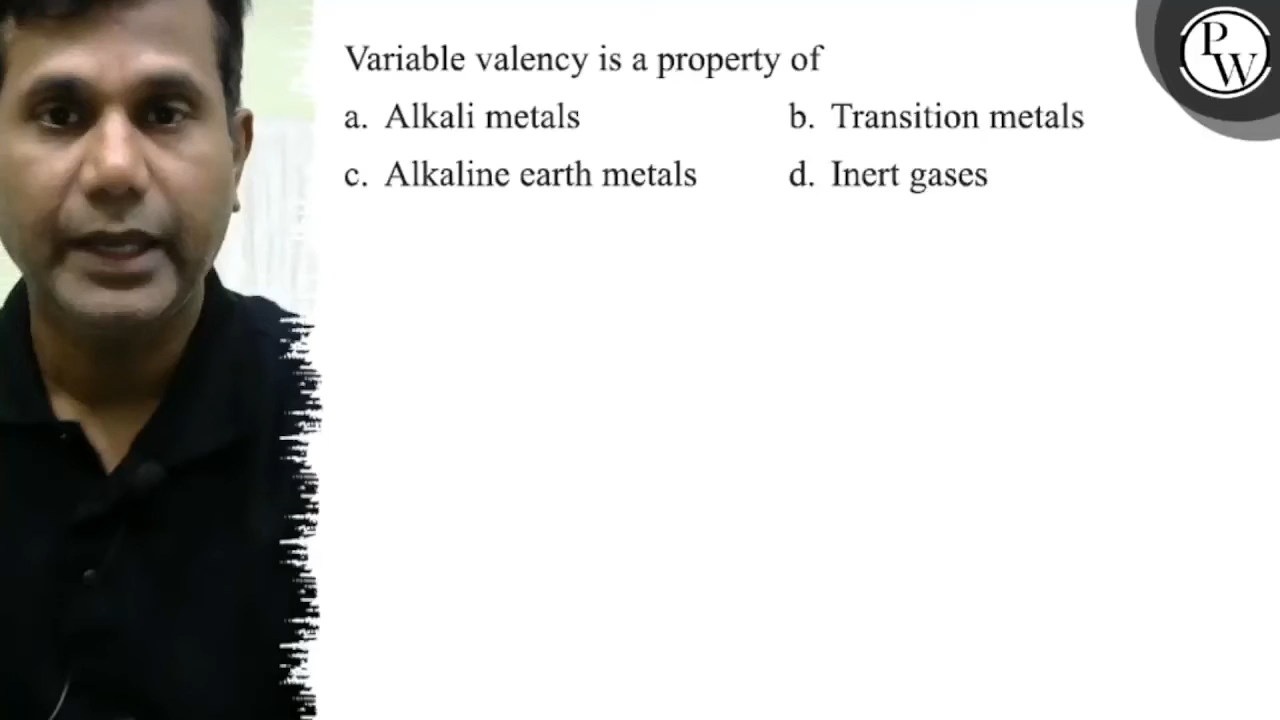 Variable valency is a property of
a. Alkali metals b. Transition metals
c. Alkaline earth metals d. Inert gases
P
W